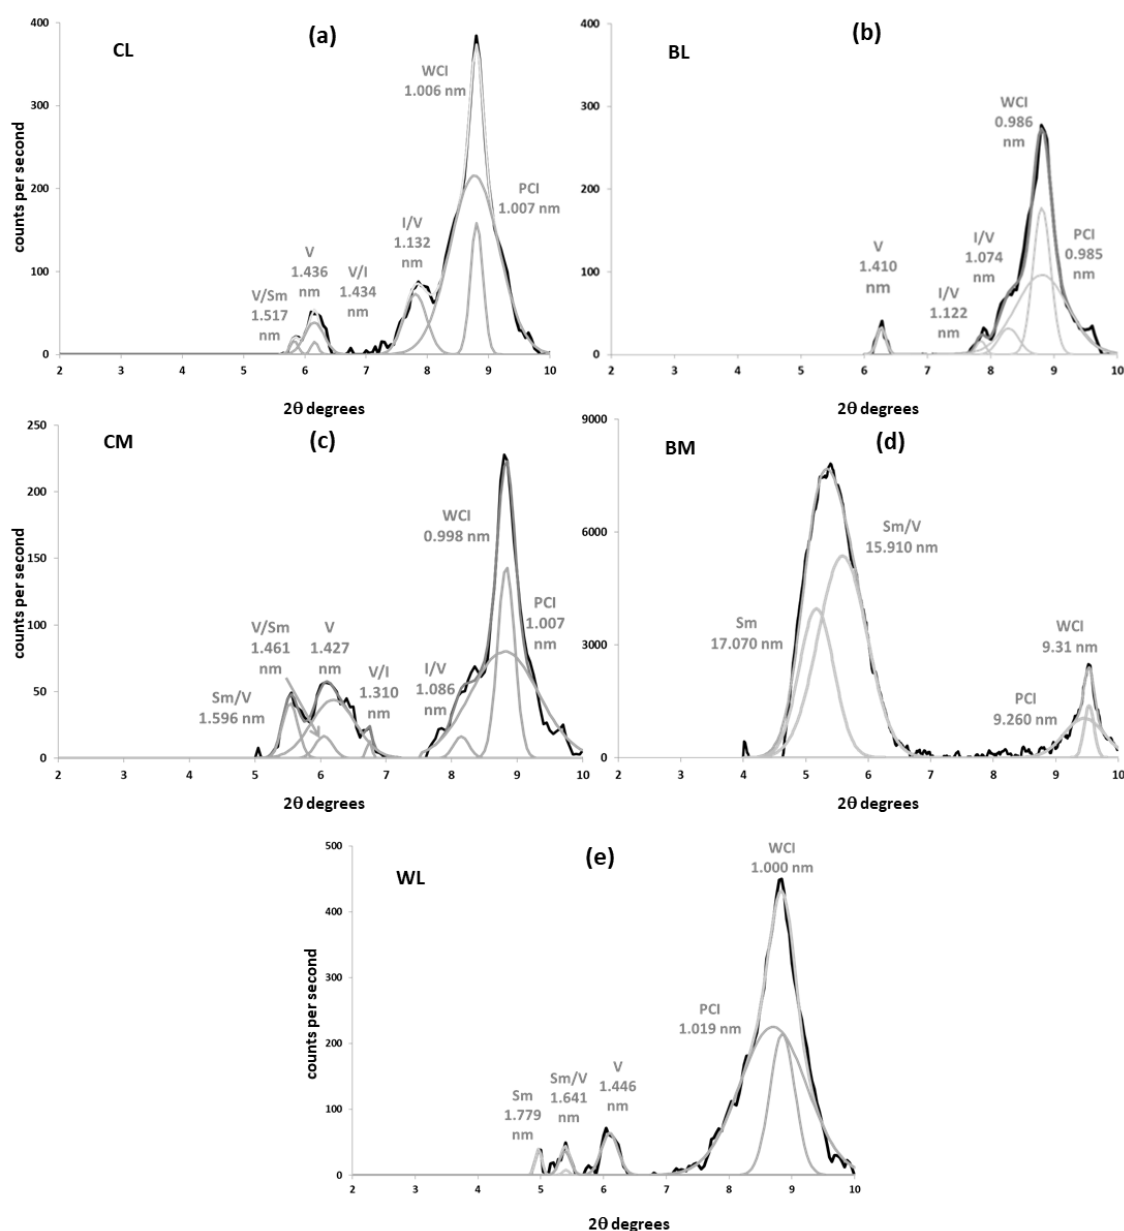 CL
(a)
400
300
200
100
0
counts per second
WCI
1.006 nm
PCI
1.007 nm
I/V
1.132
nm
V/I
1.434
nm
V
1.436
nm
V/Sm
1.517
nm
2 3 4 5 6 7 8 9 10
2θ degrees
BL
(b)
400
300
200
100
0
WCI
0.986
nm
PCI
0.985
nm
I/V
1.074
nm
I/V
1.122
nm
V
1.410
nm
2 3 4 5 6 7 8 9 10
2θ degrees
CM
(c)
250
200
150
100
50
0
counts per second
WCI
0.998 nm
PCI
1.007
nm
V/Sm
1.461
nm
V
1.427
nm
V/I
1.310
nm
I/V
1.086
nm
Sm/V
1.596 nm
2 3 4 5 6 7 8 9 10
2θ degrees
BM
(d)
9000
6000
3000
0
Sm/V
15.910 nm
Sm
17.070 nm
WCI
9.31 nm
PCI
9.260 nm
2 3 4 5 6 7 8 9 10
2θ degrees
WL
(e)
500
400
300
200
100
0
counts per second
WCI
1.000 nm
PCI
1.019 nm
Sm
1.779
nm
Sm/V
1.641
nm
V
1.446
nm
2 3 4 5 6 7 8 9 10
2θ degrees